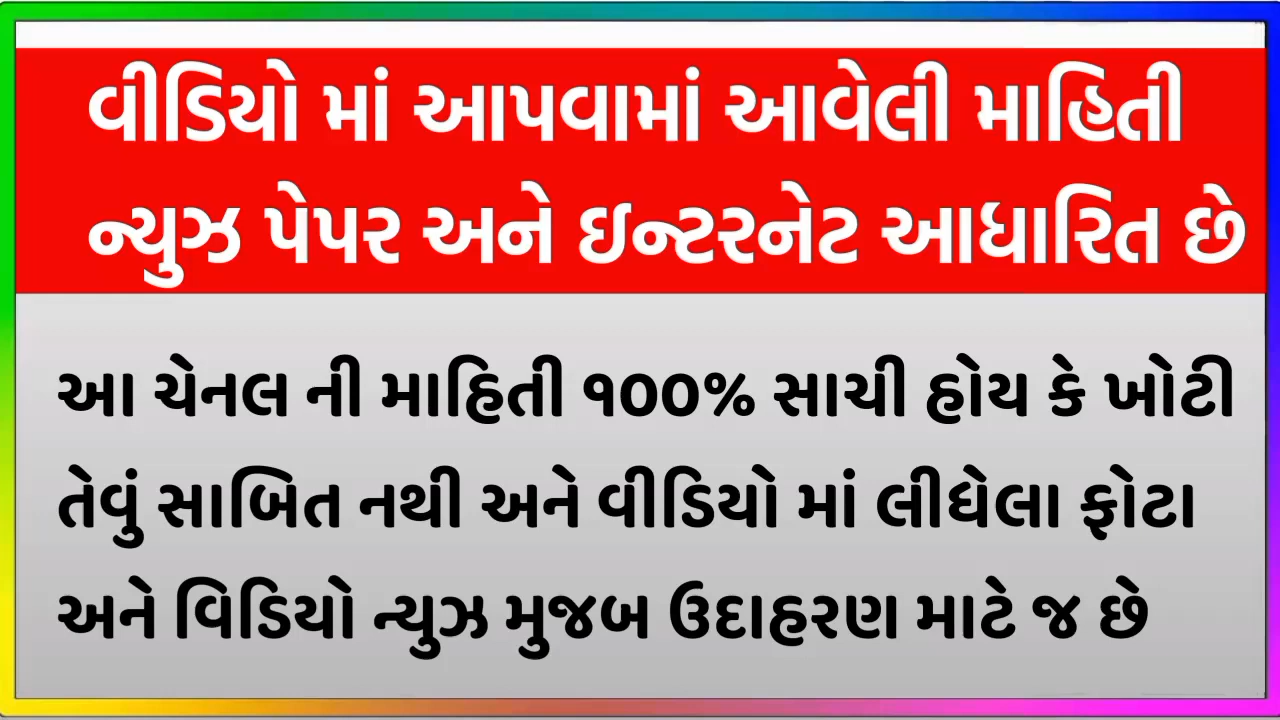 વીડિયો માં આપવામાં આવેલી માહિતી
ન્યુઝ પેપર અને ઇન્ટરનેટ આધારિત છે
આ ચેનલ ની માહિતી ૧00% સાચી હોય કે ખોટી
તેવું સાબિત નથી અને વીડિયો માં લીધેલા ફોટા
અને વિડિયો ન્યુઝ મુજબ ઉદાહરણ માટે જ છે